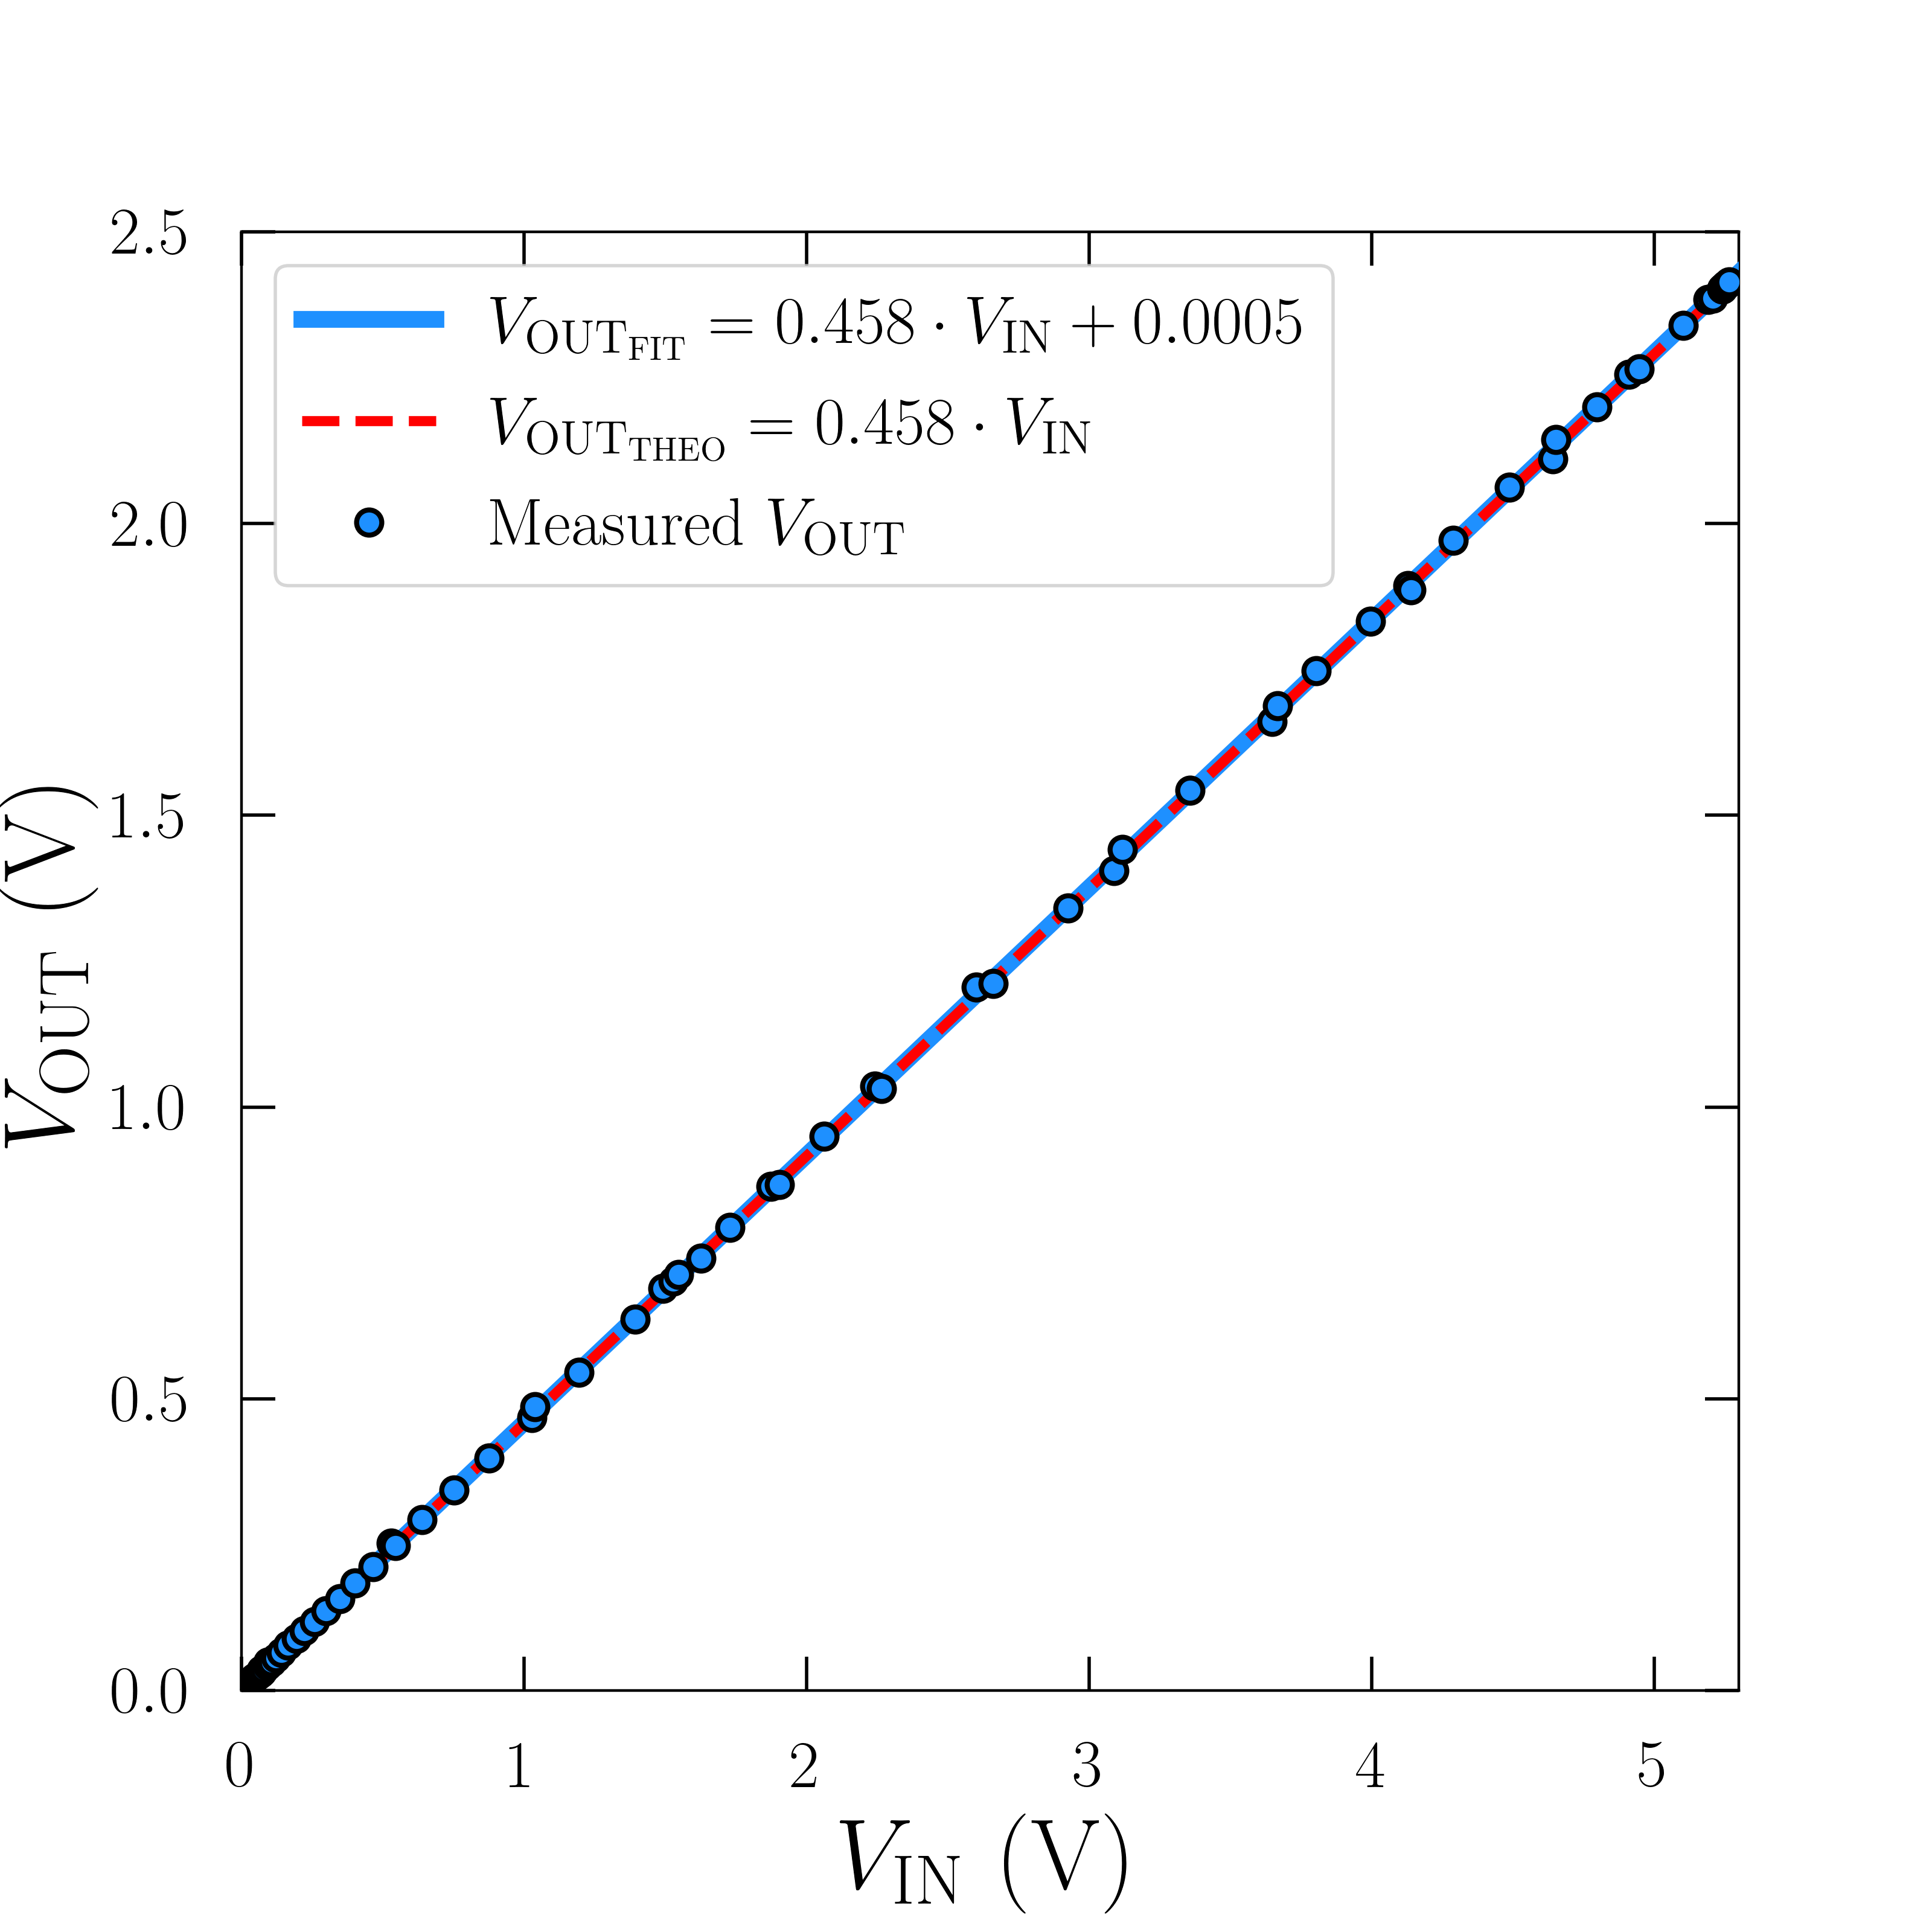 2.5
V_OUT_FIT = 0.458 · V_IN + 0.0005
V_OUT_THEO = 0.458 · V_IN
Measured V_OUT
2.0
1.5
1.0
0.5
0.0
V_OUT (V)
0 1 2 3 4 5
V_IN (V)